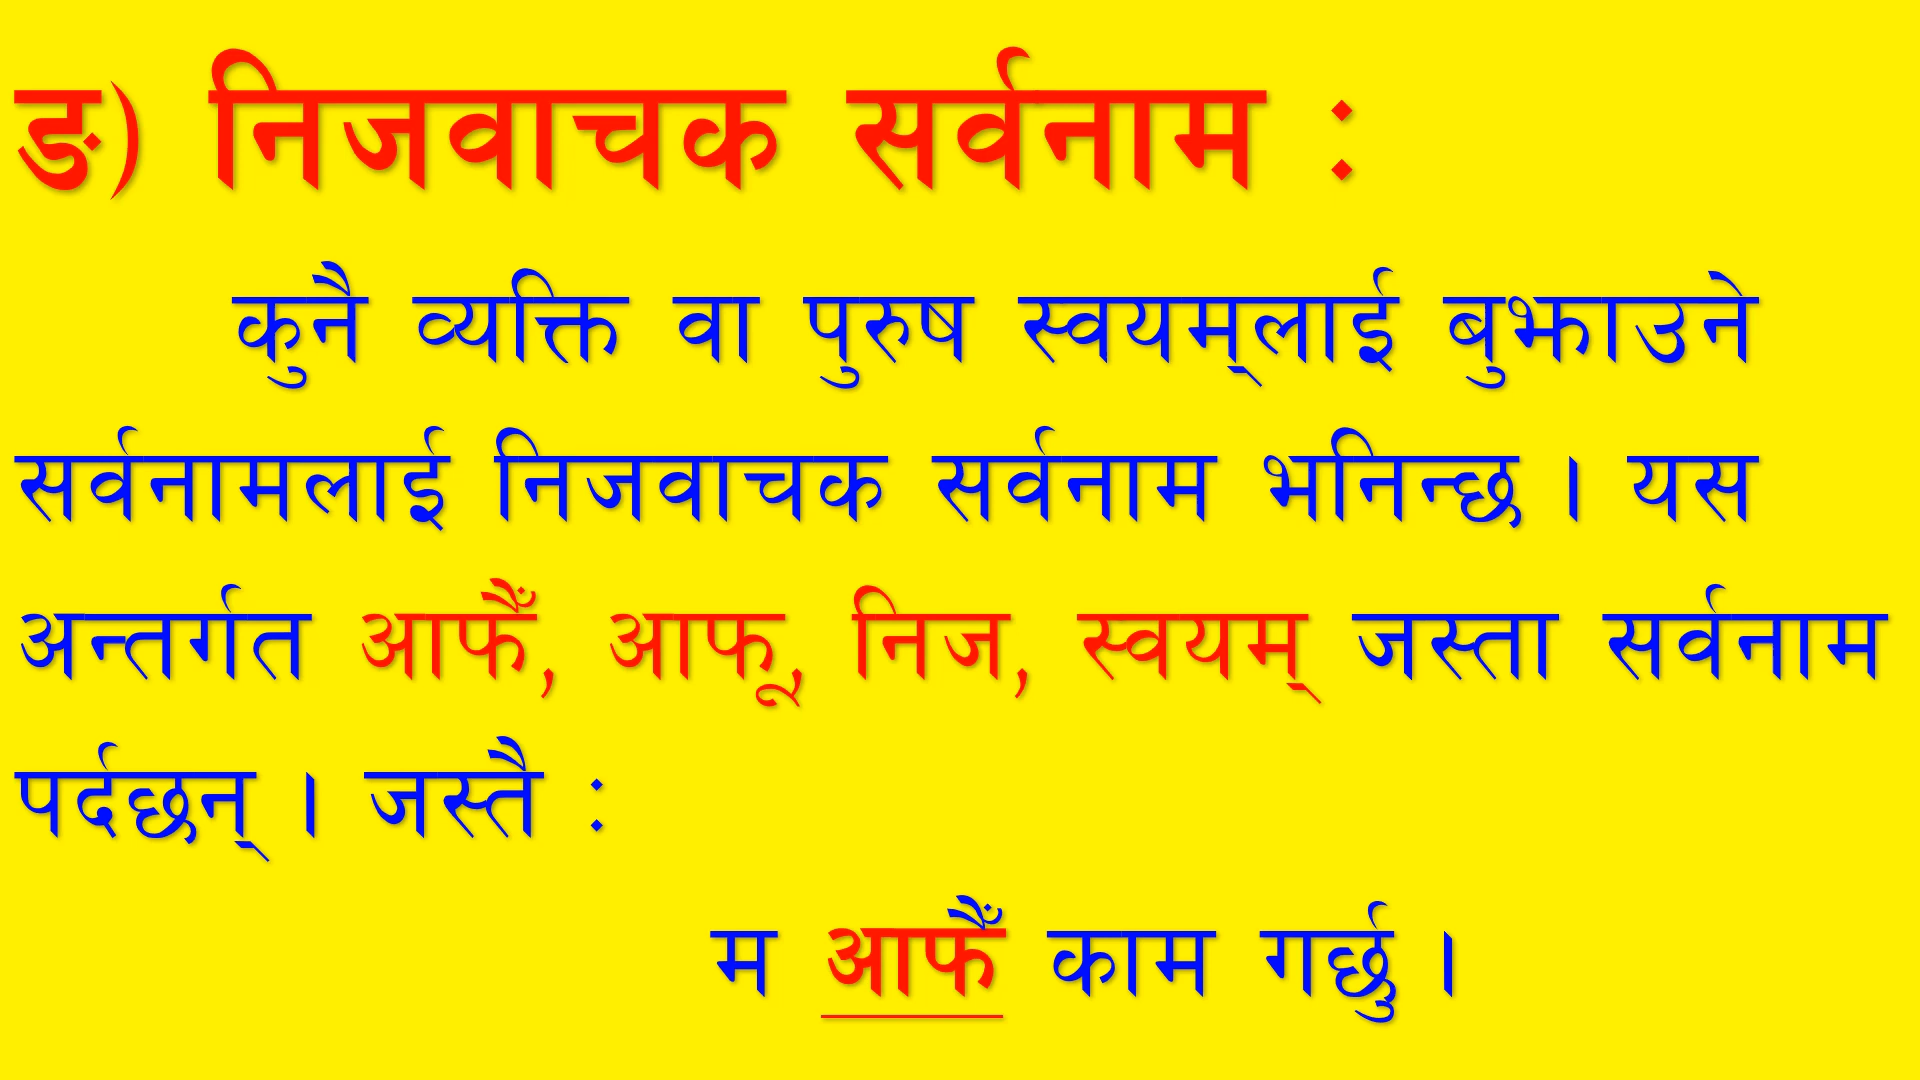 ङ) निजवाचक सर्वनाम :
कुनै व्यक्ति वा पुरुष स्वयम्‌लाई बुझाउने
सर्वनामलाई निजवाचक सर्वनाम भनिन्छ । यस
अन्तर्गत आफैँ, आफू, निज, स्वयम् जस्ता सर्वनाम
पर्दछन् । जस्तै :
म आफैँ काम गर्छु ।